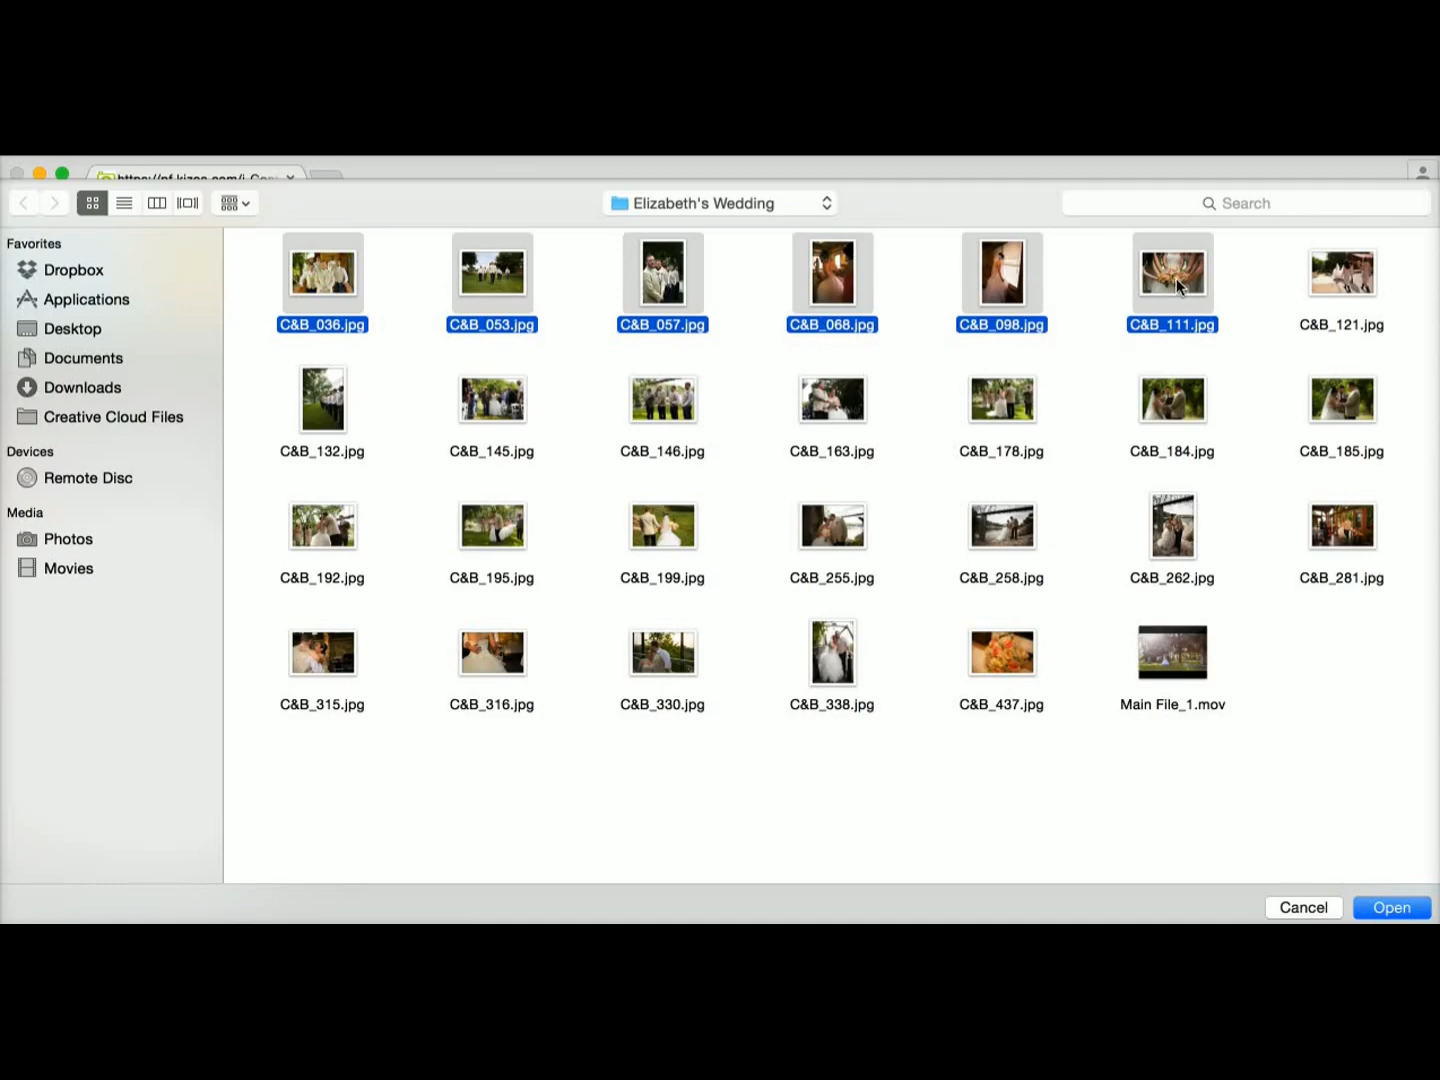 Elizabeth's Wedding
Search
Favorites
Dropbox
Applications
Desktop
Documents
Downloads
Creative Cloud Files
Devices
Remote Disc
Media
Photos
Movies
C&B_036.jpg C&B_053.jpg C&B_057.jpg C&B_068.jpg C&B_098.jpg C&B_111.jpg C&B_121.jpg
C&B_132.jpg C&B_145.jpg C&B_146.jpg C&B_163.jpg C&B_178.jpg C&B_184.jpg C&B_185.jpg
C&B_192.jpg C&B_195.jpg C&B_199.jpg C&B_255.jpg C&B_258.jpg C&B_262.jpg C&B_281.jpg
C&B_315.jpg C&B_316.jpg C&B_330.jpg C&B_338.jpg C&B_437.jpg Main File_1.mov
Cancel Open